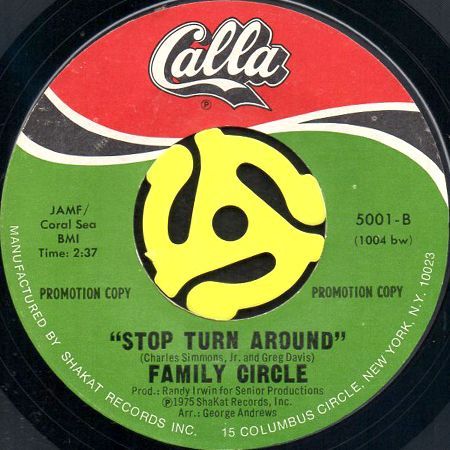 Calla
℗
JAMF/
Coral Sea
BMI
Time: 2:37
5001-B
(1004 bw)
PROMOTION COPY
PROMOTION COPY
"STOP TURN AROUND"
(Charles Simmons, Jr. and Greg Davis)
FAMILY CIRCLE
Prod.: Randy Irwin for Senior Productions
℗1975 ShaKat Records, Inc.
Arr.: George Andrews
MANUFACTURED BY SHAKAT RECORDS INC. 15 COLUMBUS CIRCLE, NEW YORK, N.Y. 10023